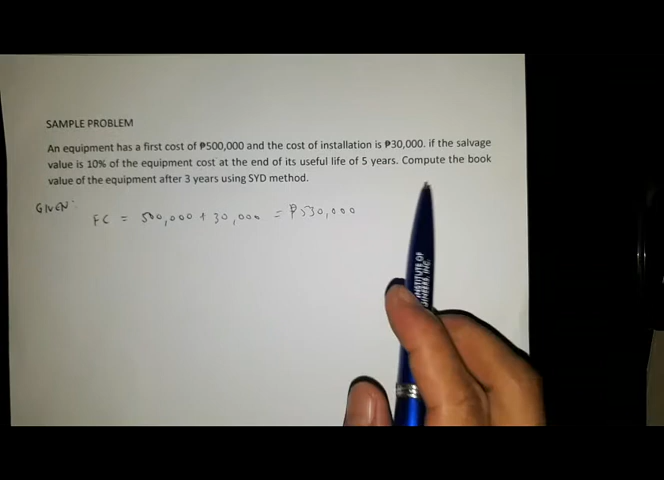 SAMPLE PROBLEM
An equipment has a first cost of ₱500,000 and the cost of installation is ₱30,000. if the salvage
value is 10% of the equipment cost at the end of its useful life of 5 years. Compute the book
value of the equipment after 3 years using SYD method.
GIVEN:
FC = 500,000 + 30,000 = ₱530,000
INSTITUTE OF
INC.